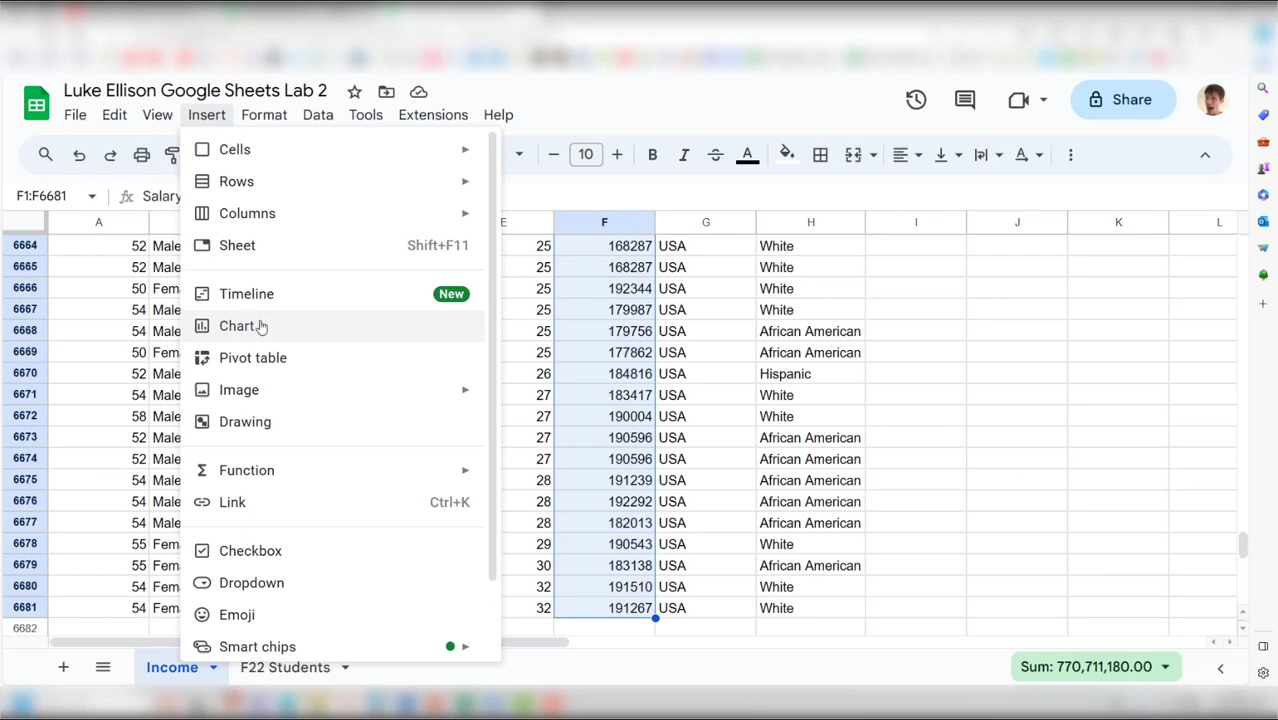 Luke Ellison Google Sheets Lab 2
File Edit View Insert Format Data Tools Extensions Help
Share
10
F1:F6681 Salary
Cells
Rows
Columns
Sheet Shift+F11
Timeline New
Chart
Pivot table
Image
Drawing
Function
Link Ctrl+K
Checkbox
Dropdown
Emoji
Smart chips
A E F G H I J K L
6664 52 Male 25 168287 USA White
6665 52 Male 25 168287 USA White
6666 50 Fem 25 192344 USA White
6667 54 Male 25 179987 USA White
6668 54 Male 25 179756 USA African American
6669 50 Fem 25 177862 USA African American
6670 52 Male 26 184816 USA Hispanic
6671 54 Male 27 183417 USA White
6672 58 Male 27 190004 USA White
6673 52 Male 27 190596 USA African American
6674 52 Male 27 190596 USA African American
6675 54 Male 28 191239 USA African American
6676 54 Male 28 192292 USA African American
6677 54 Male 28 182013 USA African American
6678 55 Fem 29 190543 USA White
6679 55 Fem 30 183138 USA African American
6680 54 Fem 32 191510 USA White
6681 54 Fem 32 191267 USA White
6682
Income F22 Students Sum: 770,711,180.00